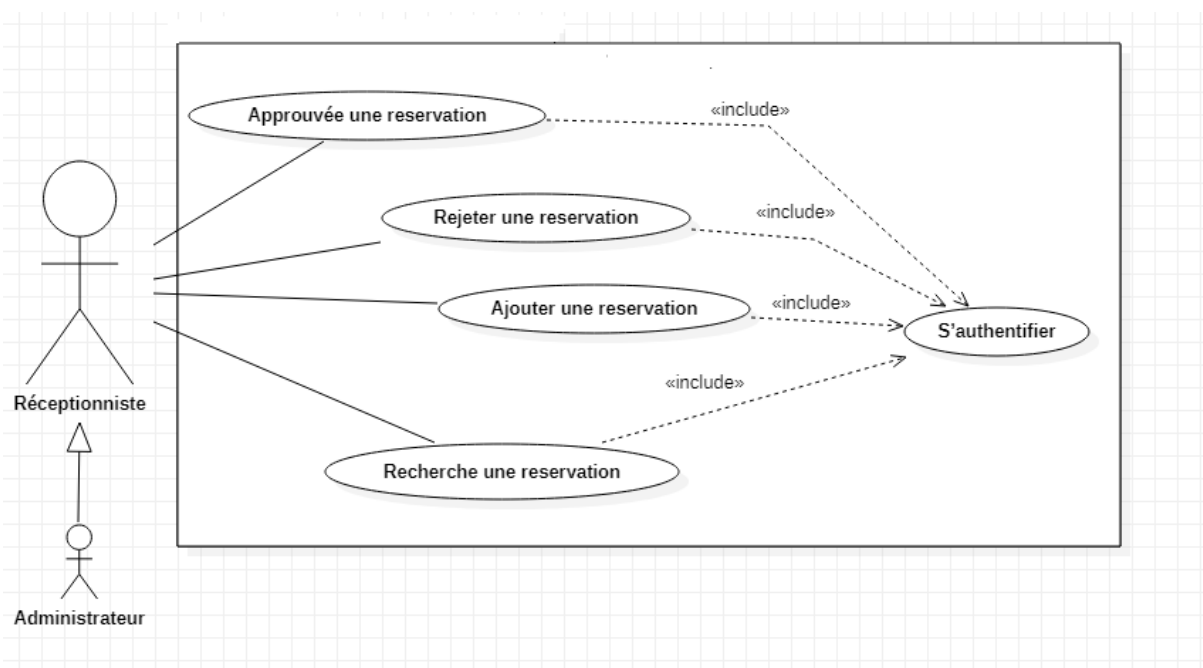 Approuvée une reservation
«include»
Rejeter une reservation
«include»
Ajouter une reservation
«include»
S'authentifier
«include»
Réceptionniste
Recherche une reservation
Administrateur